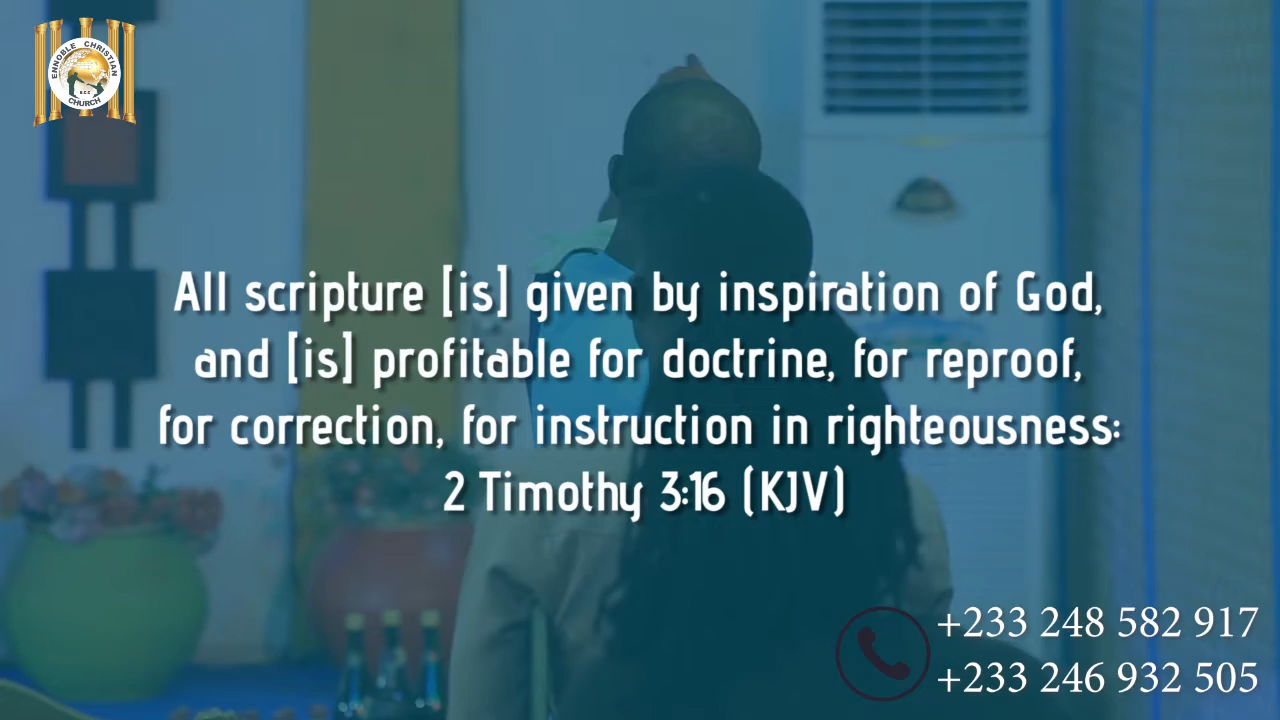 ENNOBLE CHRISTIAN
E.C.C
CHURCH
All scripture [is] given by inspiration of God,
and [is] profitable for doctrine, for reproof,
for correction, for instruction in righteousness:
2 Timothy 3:16 (KJV)
+233 248 582 917
+233 246 932 505